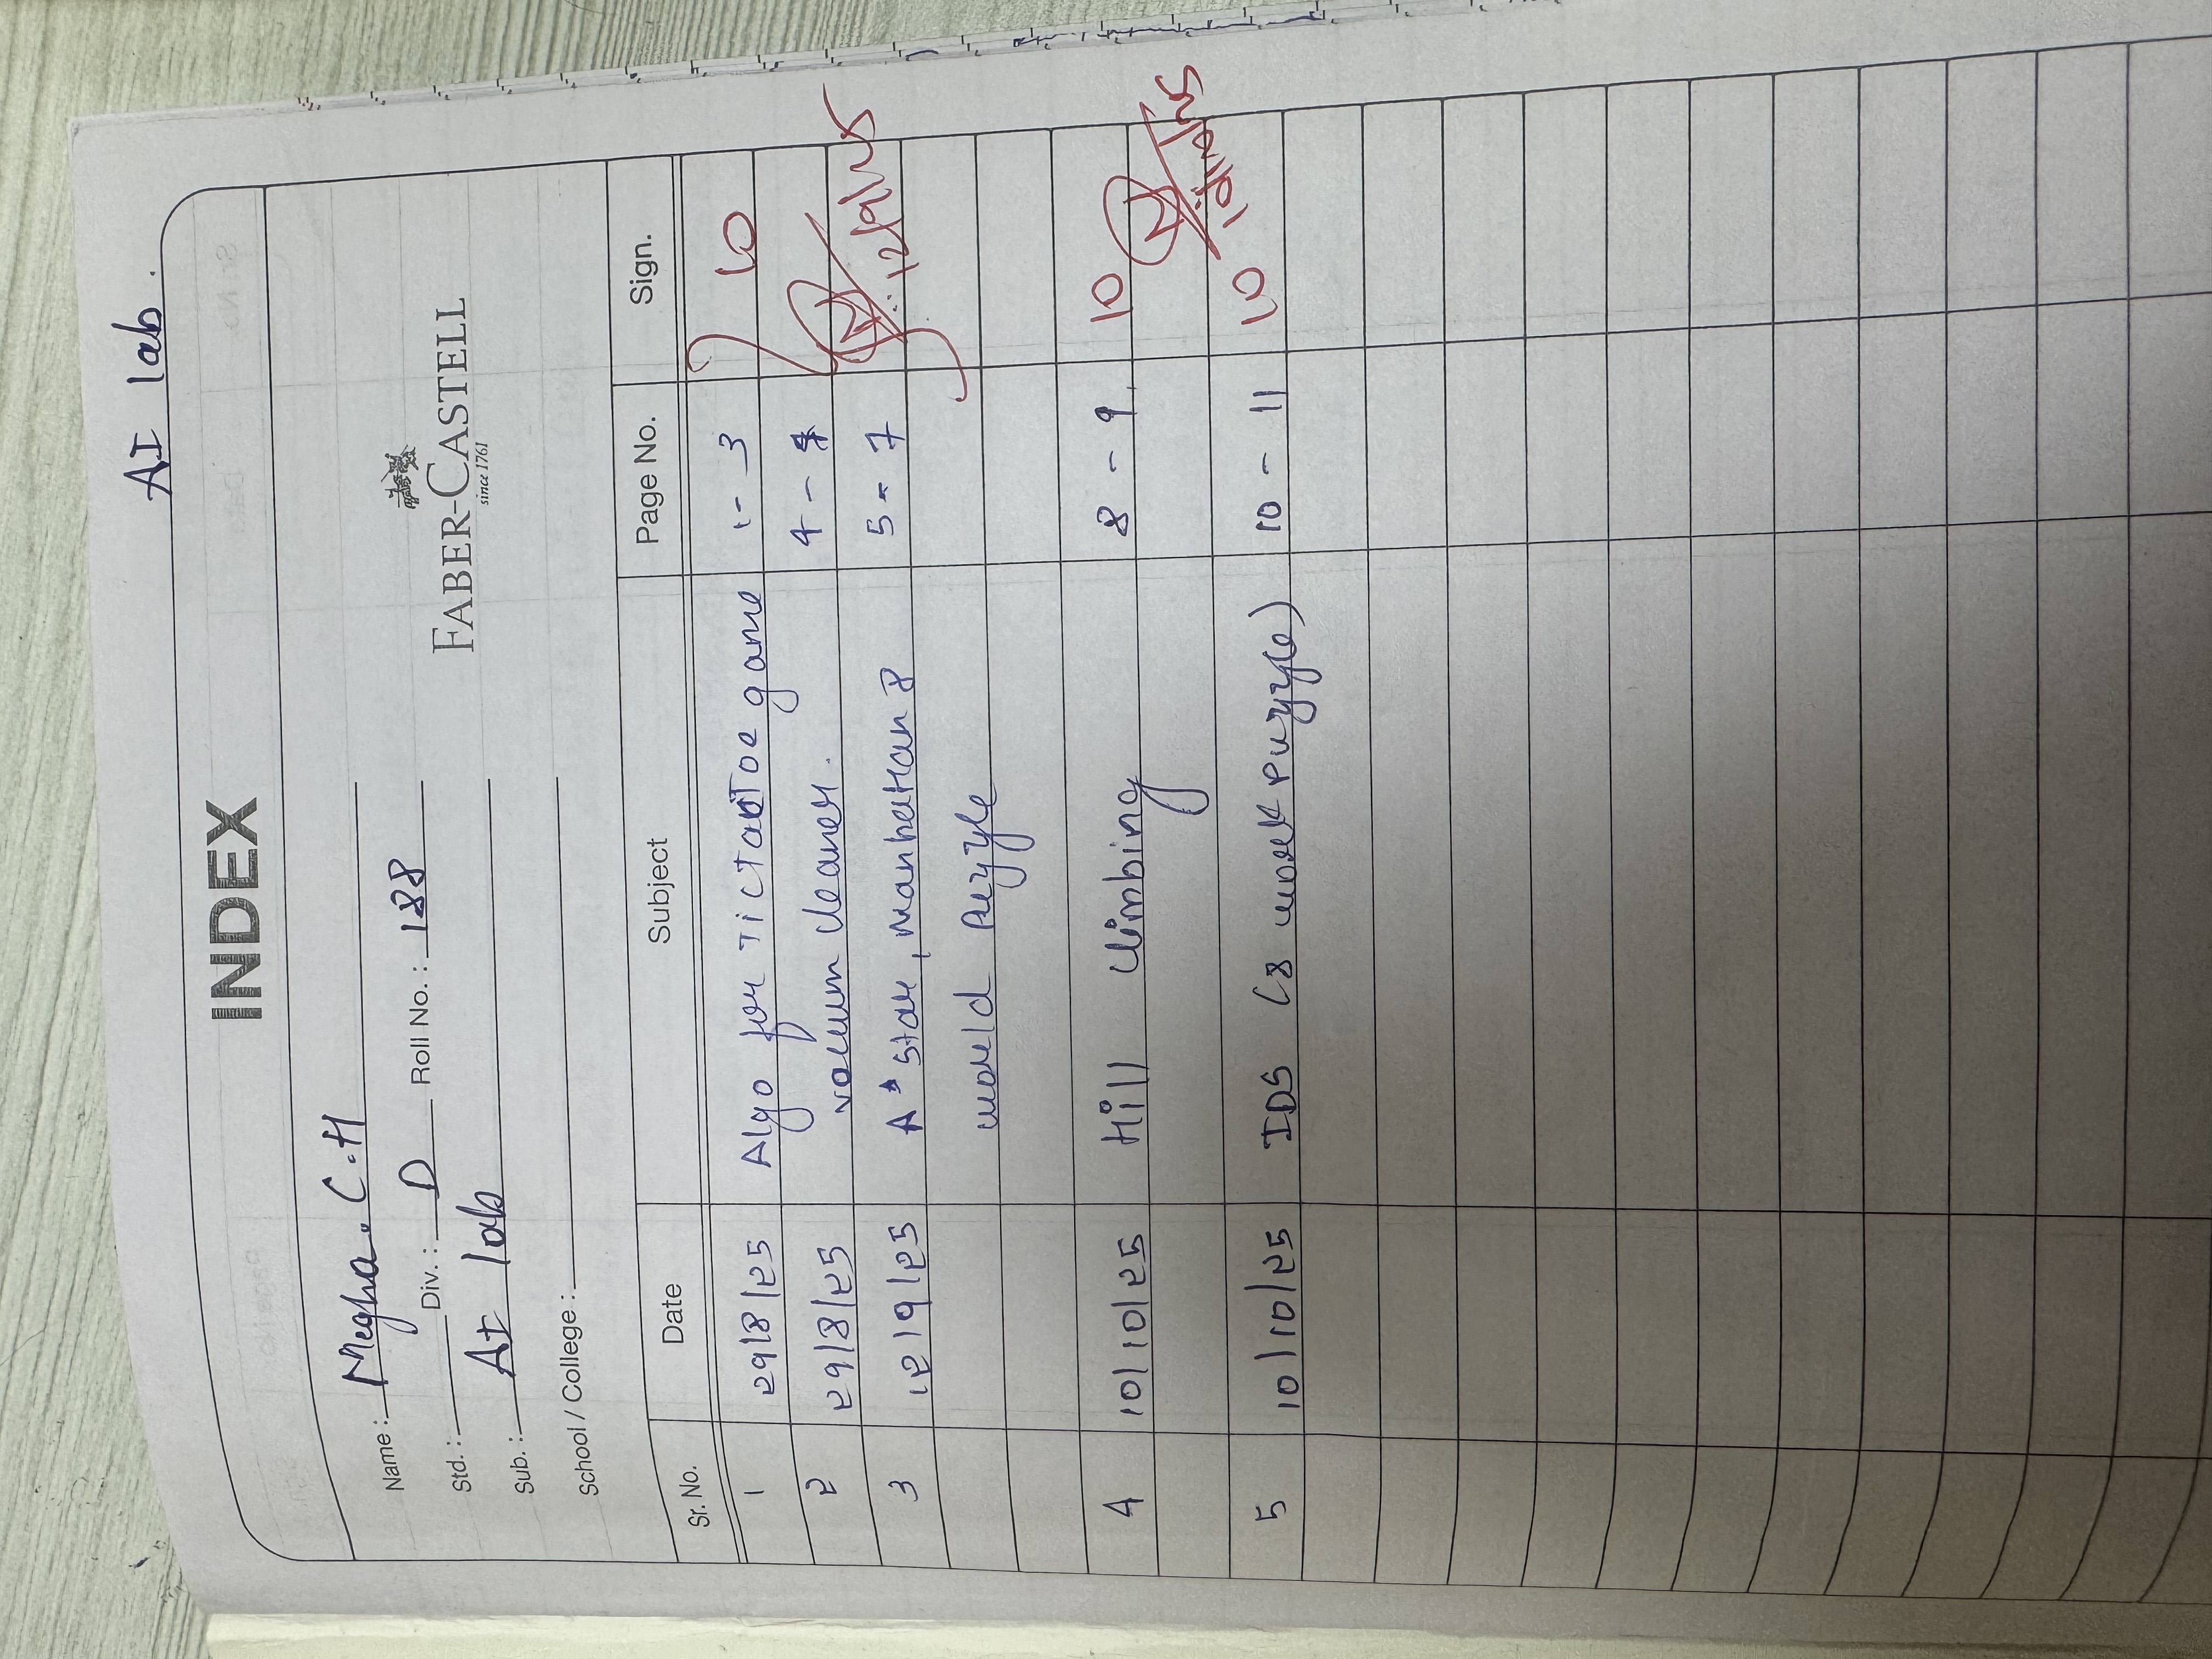 AI lab.
INDEX
Name : Megha. C.H
Std. : Div. : D Roll No. : 188
Sub. : AI lab
School / College :
FABER-CASTELL
since 1761
Sr. No. Date Subject Page No. Sign.
1 29/8/25 Algo for TicTacToe game 1- 3 10
2 29/8/25 vacuum cleaner. 4 - 4
3 12/9/25 A* star, Manhattan 8 5 - 7 12/9/25
would puzzle
4 10/10/25 Hill climbing 8 - 9. 10
10/10/25
5 10/10/25 IDS (8 work puzzle) 10 - 11 10